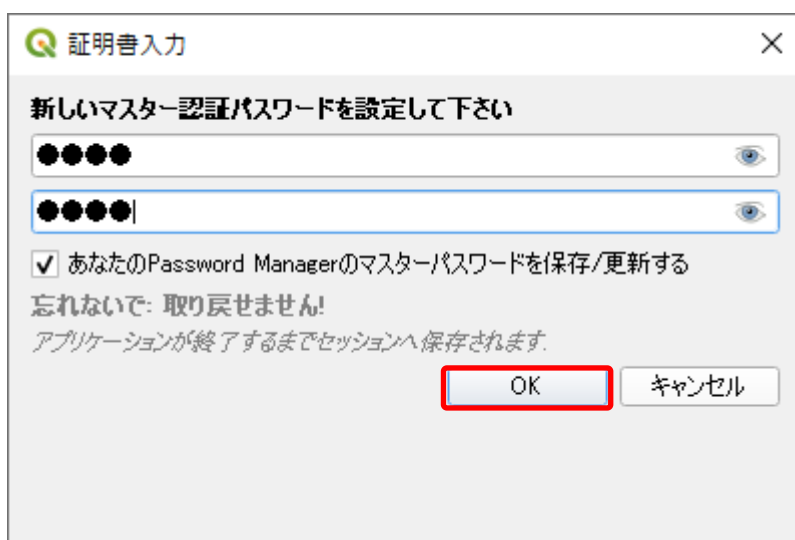 証明書入力
新しいマスター認証パスワードを設定して下さい
●●●●
●●●●
あなたのPassword Managerのマスターパスワードを保存/更新する
忘れないで: 取り戻せません!
アプリケーションが終了するまでセッションへ保存されます.
OK キャンセル